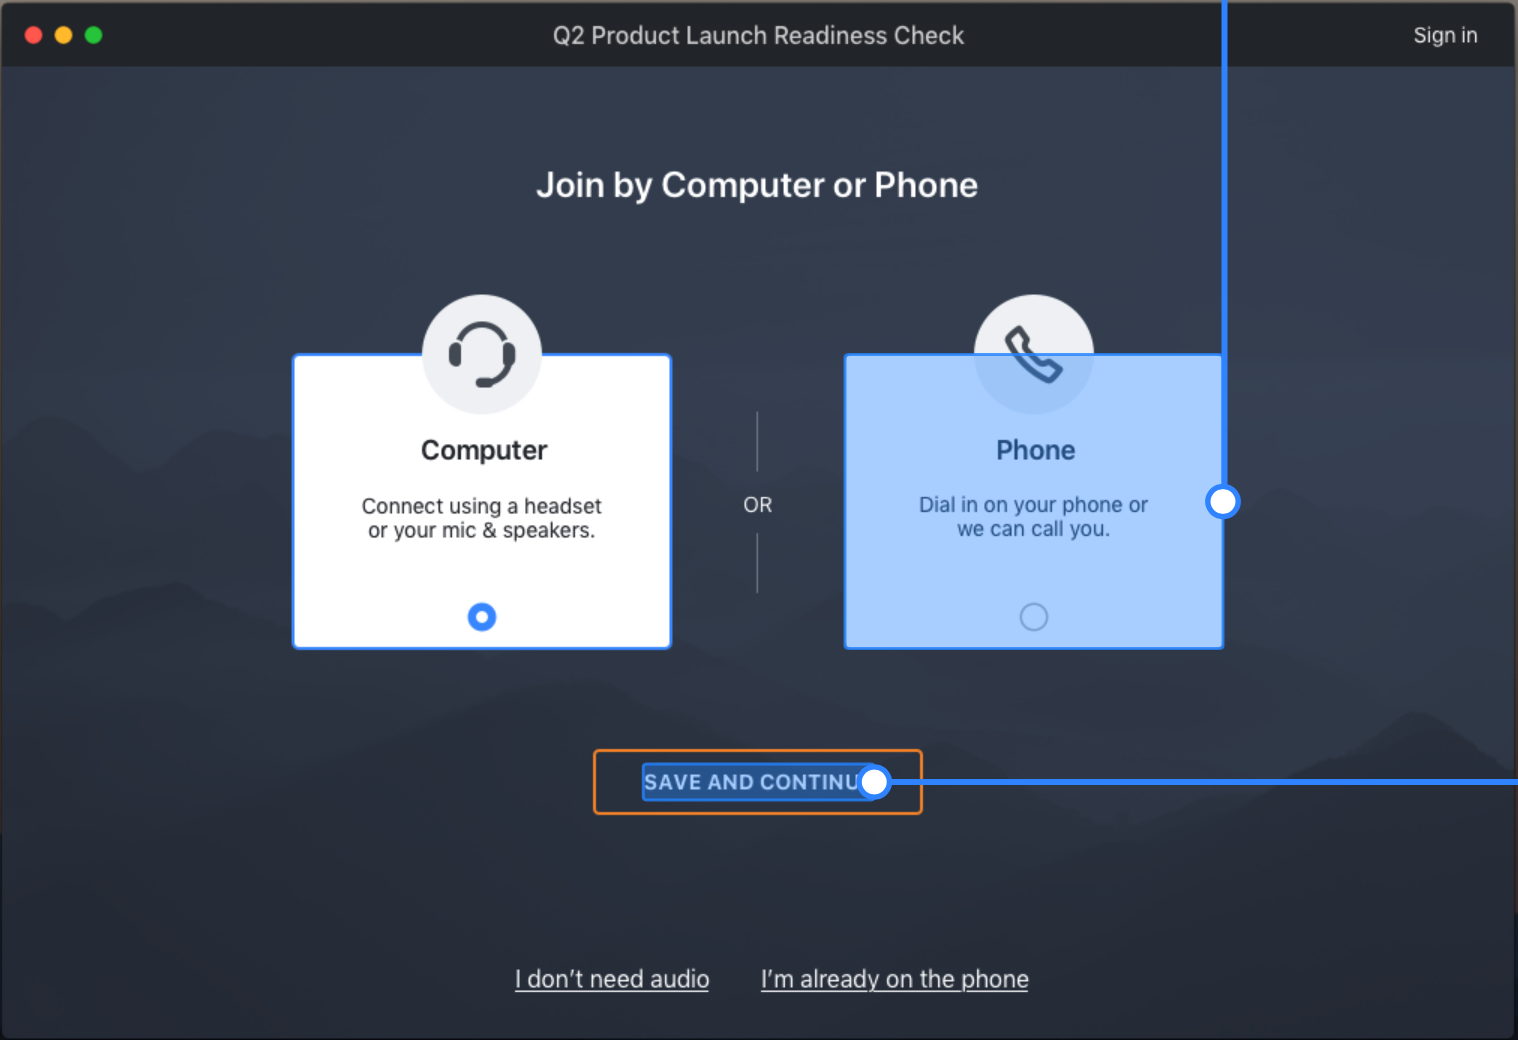 Q2 Product Launch Readiness Check
Sign in
Join by Computer or Phone
Computer
Connect using a headset
or your mic & speakers.
OR
Phone
Dial in on your phone or
we can call you.
SAVE AND CONTINU
I don’t need audio
I’m already on the phone